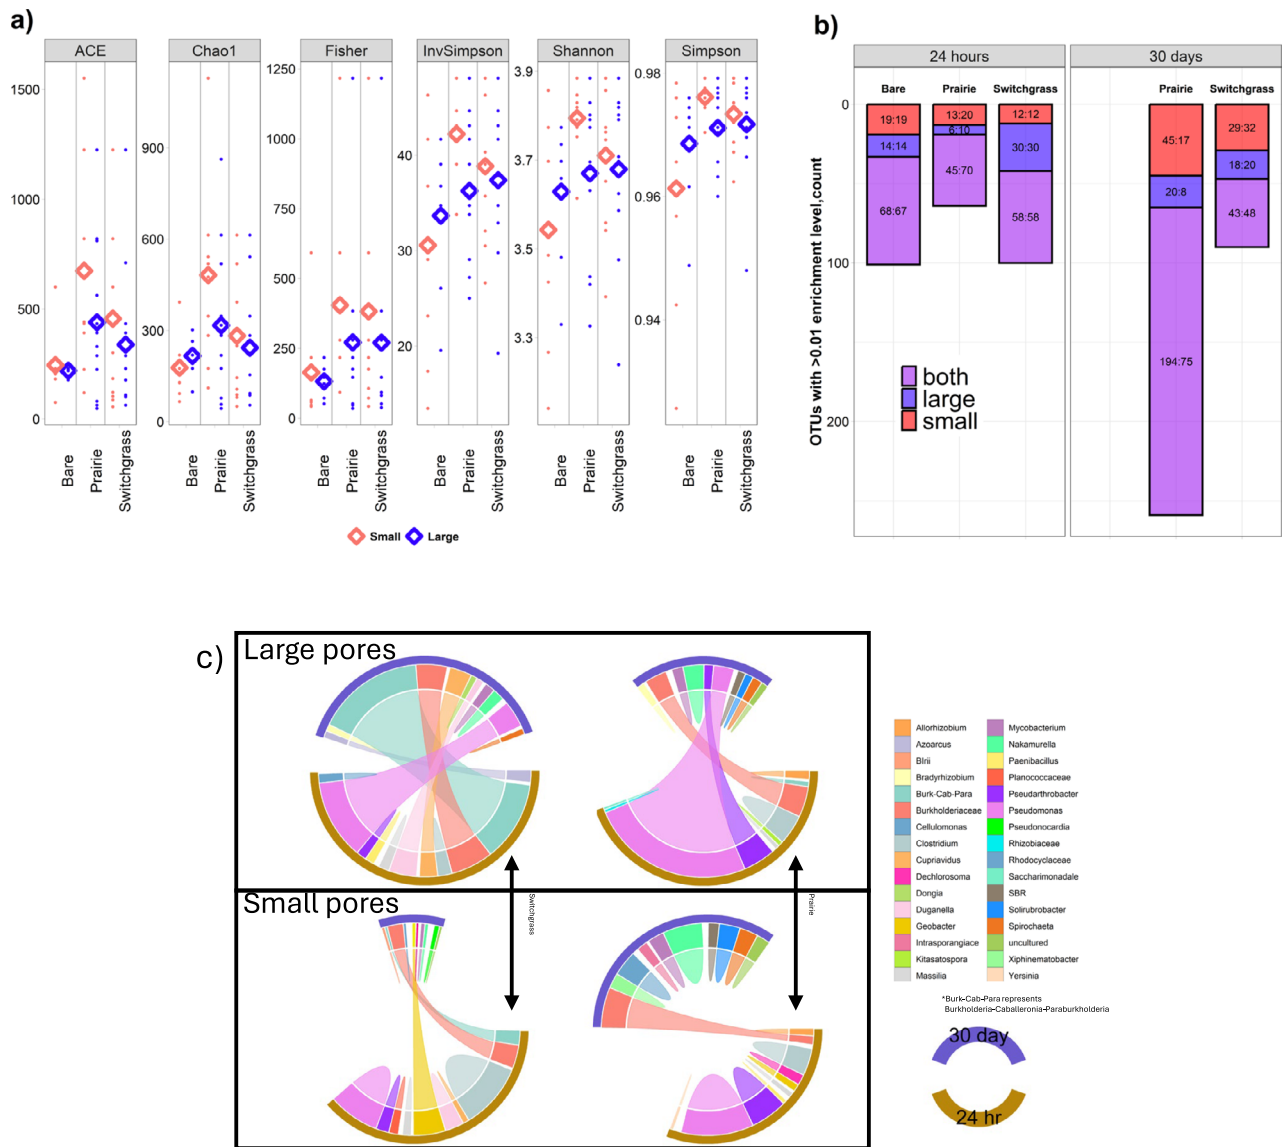 a)
ACE
Chao1
Fisher
InvSimpson
Shannon
Simpson
1500
1000
500
0
900
600
300
0
1250
1000
750
500
250
0
40
30
20
3.9
3.7
3.5
3.3
0.98
0.96
0.94
Bare
Prairie
Switchgrass
Bare
Prairie
Switchgrass
Bare
Prairie
Switchgrass
Bare
Prairie
Switchgrass
Bare
Prairie
Switchgrass
Bare
Prairie
Switchgrass
Small
Large
b)
24 hours
30 days
OTUs with >0.01 enrichment level,count
0
100
200
Bare
Prairie
Switchgrass
Prairie
Switchgrass
19:19
14:14
68:67
13:20
6:10
45:70
12:12
30:30
58:58
45:17
20:8
194:75
29:32
18:20
43:48
both
large
small
c)
Large pores
Small pores
Switchgrass
Prairie
Allorhizobium
Azoarcus
BIrii
Bradyrhizobium
Burk-Cab-Para
Burkholderiaceae
Cellulomonas
Clostridium
Cupriavidus
Dechlorosoma
Dongia
Duganella
Geobacter
Intrasporangiace
Kitasatospora
Massilia
Mycobacterium
Nakamurella
Paenibacillus
Planococcaceae
Pseudarthrobacter
Pseudomonas
Pseudonocardia
Rhizobiaceae
Rhodocyclaceae
Saccharimonadale
SBR
Solirubrobacter
Spirochaeta
uncultured
Xiphinematobacter
Yersinia
*Burk-Cab-Para represents
Burkholderia-Caballeronia-Paraburkholderia
30 day
24 hr